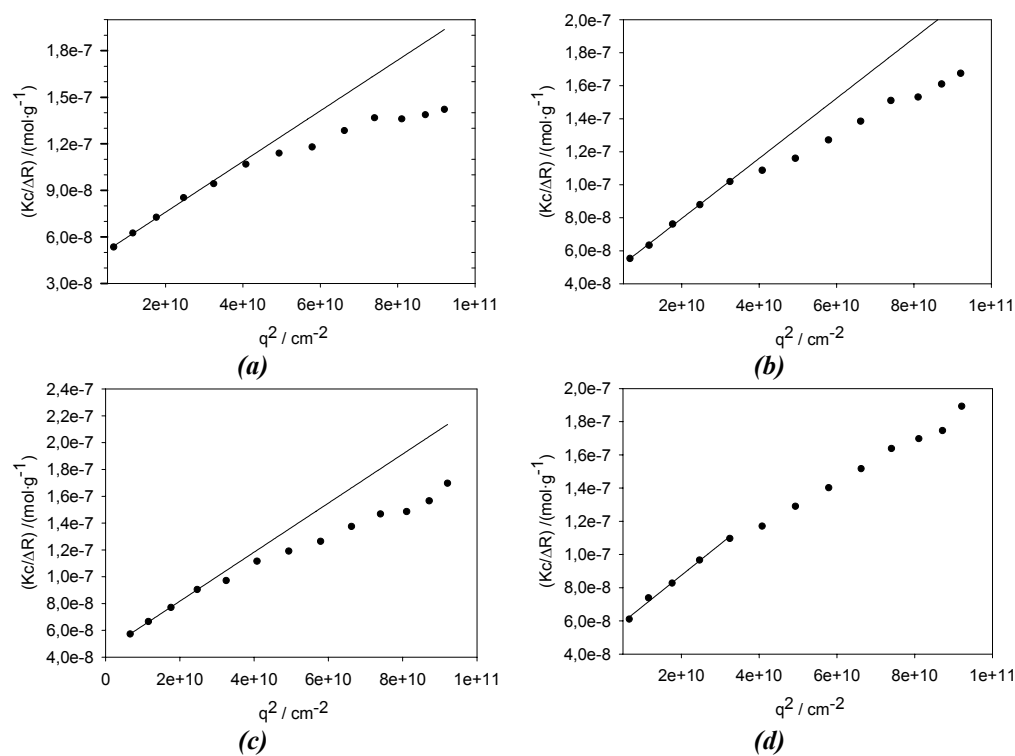 1,8e-7
1,5e-7
1,2e-7
9,0e-8
6,0e-8
3,0e-8
(Kc/ΔR) /(mol·g⁻¹)
2e+10 4e+10 6e+10 8e+10 1e+11
q² / cm⁻²
(a)
2,0e-7
1,8e-7
1,6e-7
1,4e-7
1,2e-7
1,0e-7
8,0e-8
6,0e-8
4,0e-8
(Kc/ΔR) /(mol·g⁻¹)
2e+10 4e+10 6e+10 8e+10 1e+11
q² / cm⁻²
(b)
2,4e-7
2,2e-7
2,0e-7
1,8e-7
1,6e-7
1,4e-7
1,2e-7
1,0e-7
8,0e-8
6,0e-8
4,0e-8
(Kc/ΔR) /(mol·g⁻¹)
0 2e+10 4e+10 6e+10 8e+10 1e+11
q² / cm⁻²
(c)
2,0e-7
1,8e-7
1,6e-7
1,4e-7
1,2e-7
1,0e-7
8,0e-8
6,0e-8
4,0e-8
(Kc/ΔR) /(mol·g⁻¹)
2e+10 4e+10 6e+10 8e+10 1e+11
q² / cm⁻²
(d)